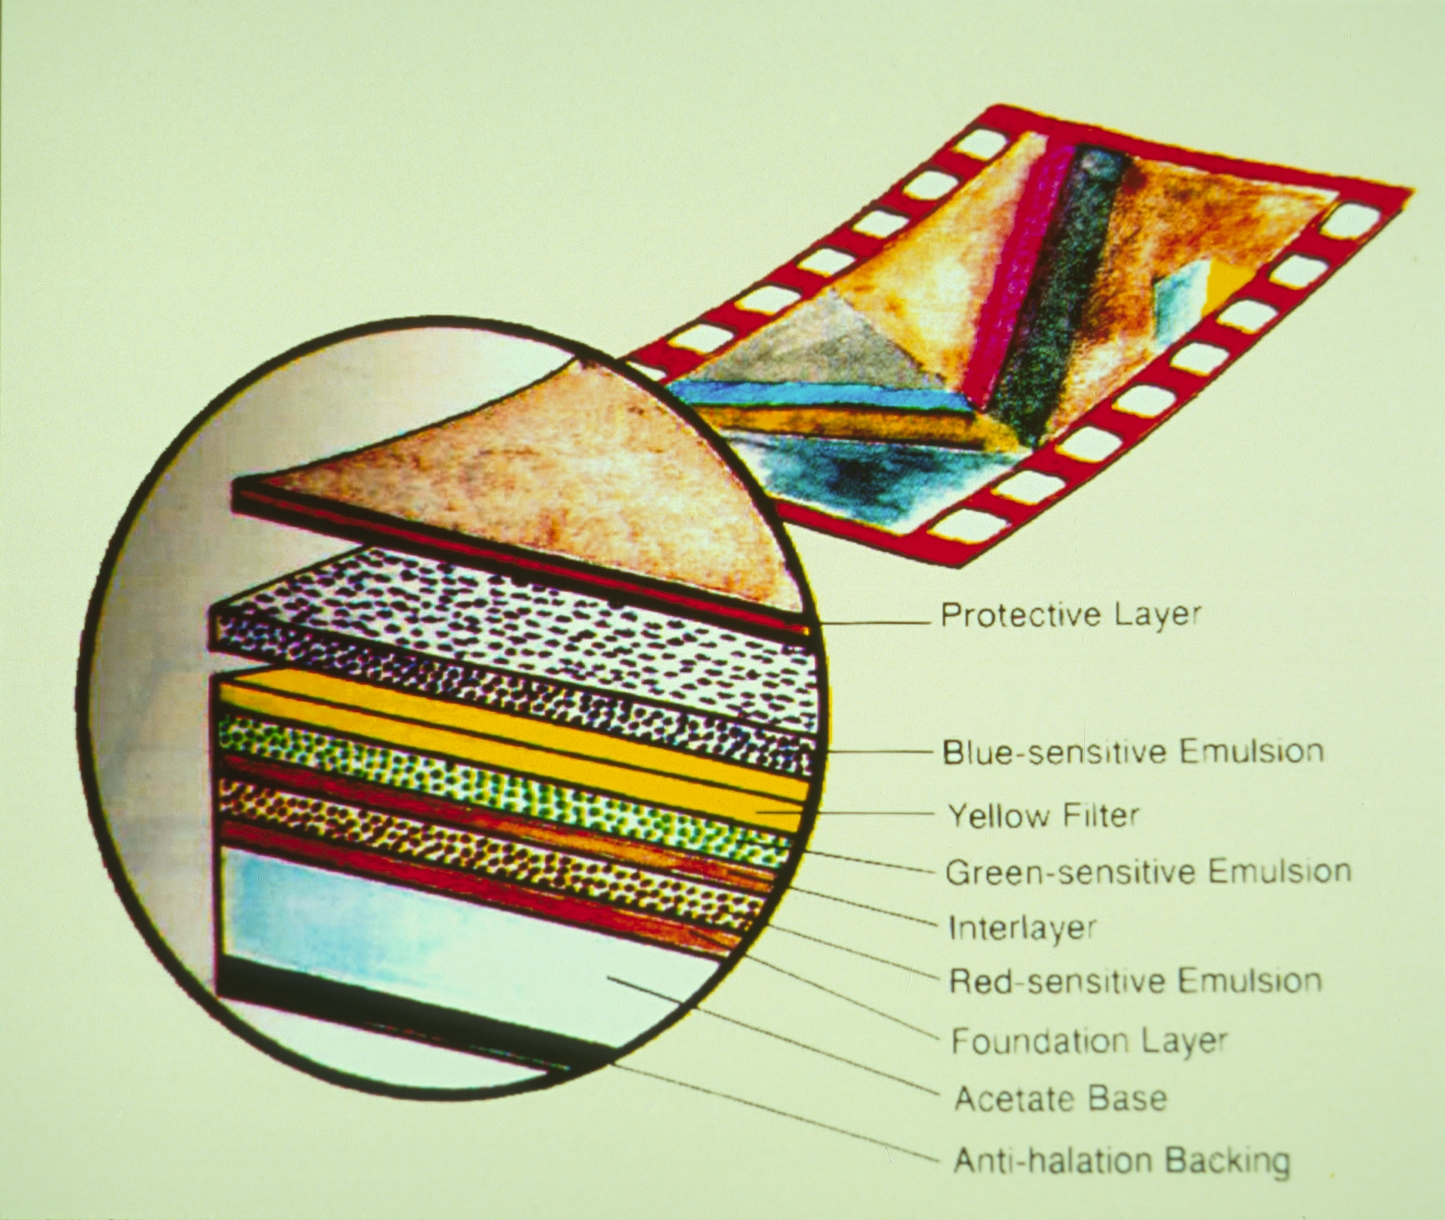 Protective Layer
Blue-sensitive Emulsion
Yellow Filter
Green-sensitive Emulsion
Interlayer
Red-sensitive Emulsion
Foundation Layer
Acetate Base
Anti-halation Backing